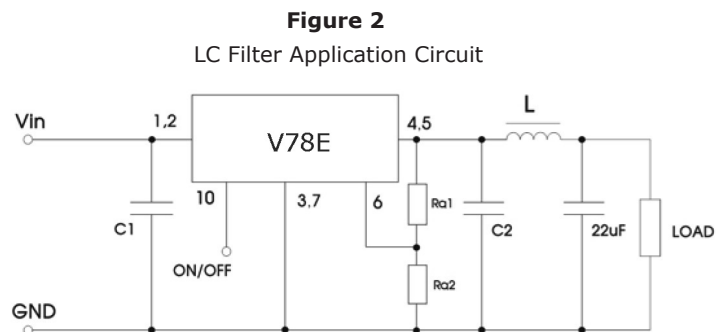 Figure 2
LC Filter Application Circuit
Vin
1,2
V78E
4,5
L
10
3,7
6
Ra1
C1
C2
22uF
LOAD
ON/OFF
Ra2
GND